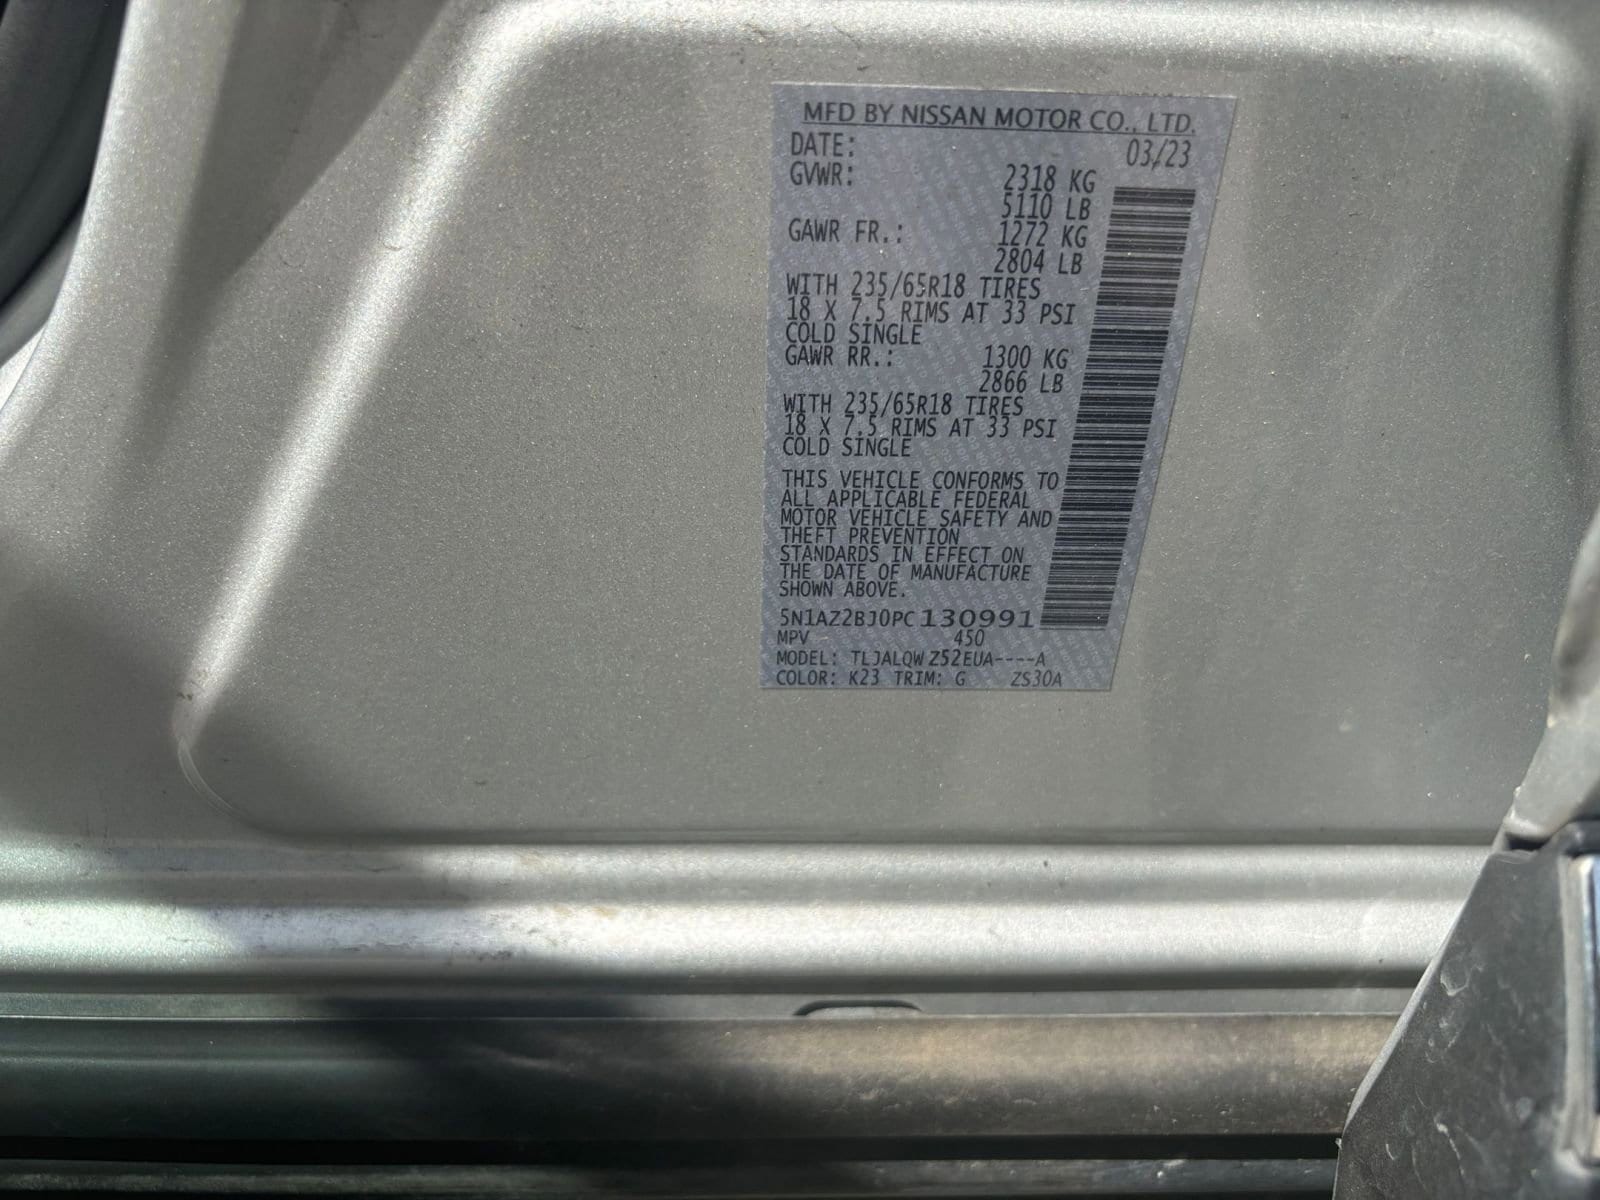 MFD BY NISSAN MOTOR CO., LTD.
DATE: 03/23
GVWR: 2318 KG
5110 LB
GAWR FR.: 1272 KG
2804 LB
WITH 235/65R18 TIRES
18 X 7.5 RIMS AT 33 PSI
COLD SINGLE
GAWR RR.: 1300 KG
2866 LB
WITH 235/65R18 TIRES
18 X 7.5 RIMS AT 33 PSI
COLD SINGLE
THIS VEHICLE CONFORMS TO
ALL APPLICABLE FEDERAL
MOTOR VEHICLE SAFETY AND
THEFT PREVENTION
STANDARDS IN EFFECT ON
THE DATE OF MANUFACTURE
SHOWN ABOVE.
5N1AZ2BJ0PC130991
MPV 450
MODEL: TLJALQWZ52EUA----A
COLOR: K23 TRIM: G ZS30A